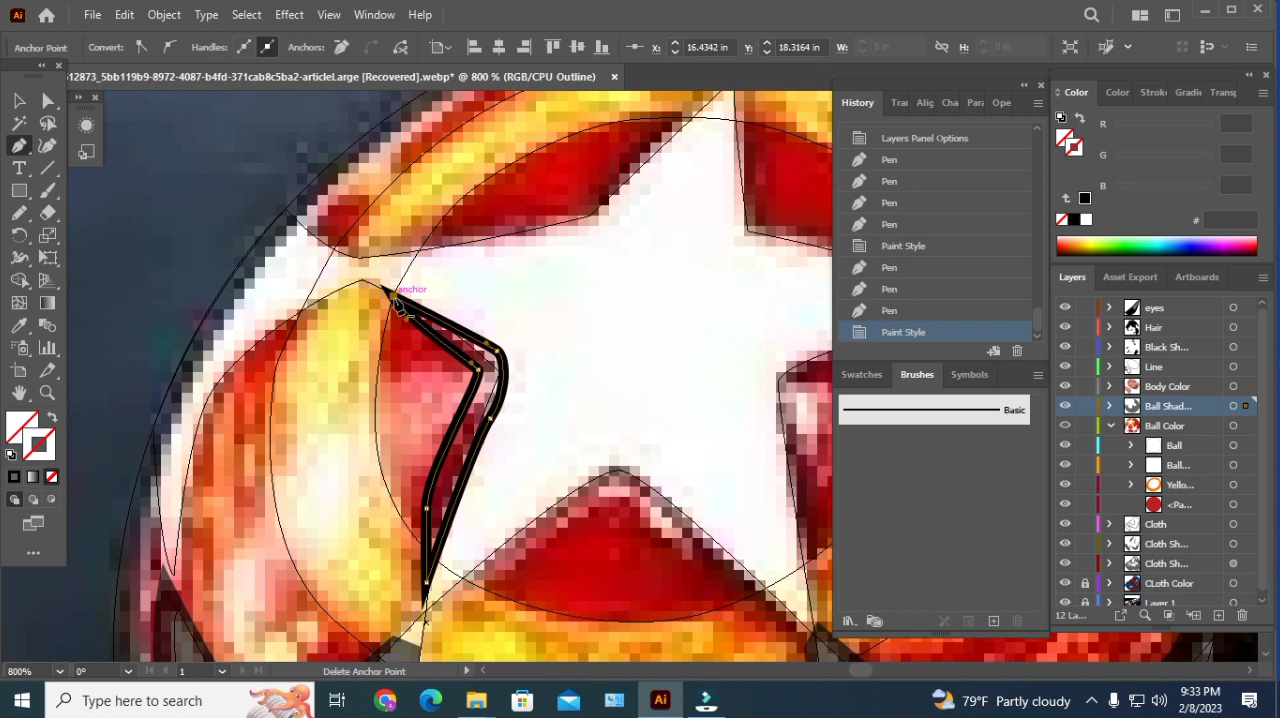 Ai File Edit Object Type Select Effect View Window Help
Anchor Point Convert: Handles: Anchors: X: 16.4342 in Y: 18.3164 in W: 0 in H: 0 in
12873_5bb119b9-8972-4087-b4fd-371cab8c5ba2-articleLarge [Recovered].webp* @ 800 % (RGB/CPU Outline) ×
History Tra Alig Cha Para Ope
Layers Panel Options
Pen
Pen
Pen
Pen
Paint Style
Pen
Pen
Pen
Paint Style
Swatches Brushes Symbols
Basic
Color Color Strok Gradi Transp
R
G
B
#
Layers Asset Export Artboards
eyes
Hair
Black Sh...
Line
Body Color
Ball Shad...
Ball Color
Ball
Ball...
Yello...
<Pa...
Cloth
Cloth Sh...
Cloth Sh...
CLoth Color
Layer 1
12 La...
anchor
800% 0° 1 Delete Anchor Point
Type here to search
79°F Partly cloudy
9:33 PM
2/8/2023